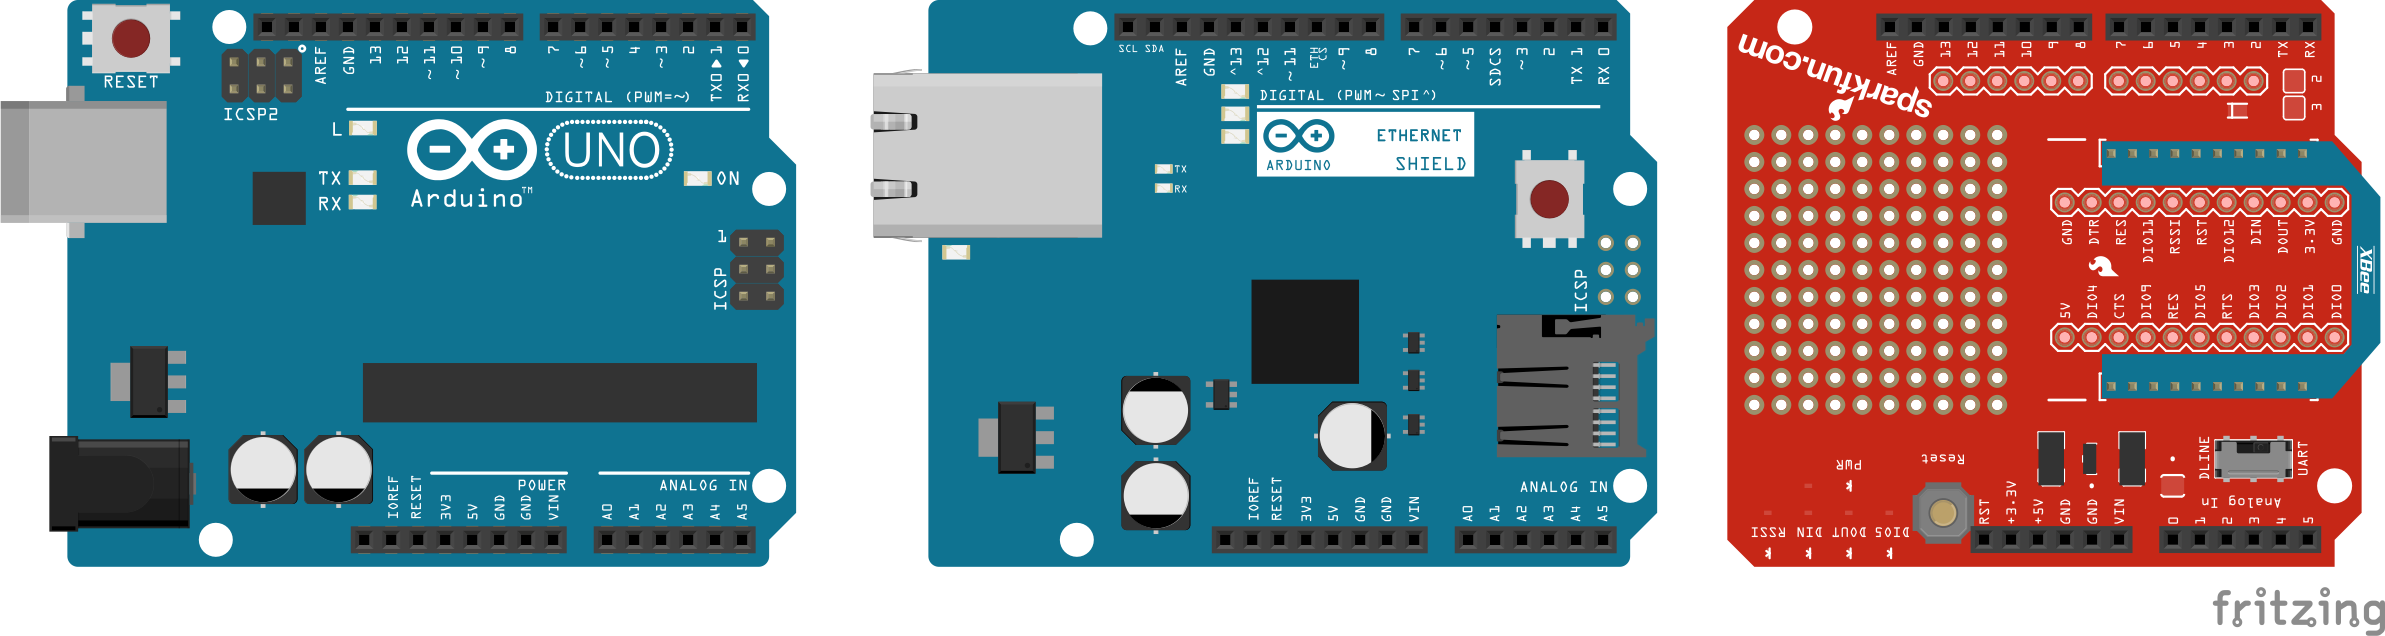 RESET
ICSP2
AREF
GND
13
12
~11
~10
~9
8
7
~6
~5
4
~3
2
TX0▶1
RX0◀0
DIGITAL (PWM=~)
L
TX
RX
UNO
Arduino™
ON
1
ICSP
POWER
ANALOG IN
IOREF
RESET
3V3
5V
GND
GND
VIN
A0
A1
A2
A3
A4
A5
SCL SDA
AREF
GND
^13
^12
~11
ETH
CS
~9
8
7
~6
~5
SDCS
~3
2
TX 1
RX 0
DIGITAL (PWM~ SPI^)
ARDUINO
ETHERNET
SHIELD
TX
RX
ICSP
ANALOG IN
IOREF
RESET
3V3
5V
GND
GND
VIN
A0
A1
A2
A3
A4
A5
AREF
GND
13
12
11
10
9
8
7
6
5
4
3
2
TX
RX
sparkfun.com
2
3
GND
DTR
RES
DIO11
RSSI
RST
DIO12
DIN
DOUT
3.3V
GND
XBee
5V
DIO4
CTS
DIO9
RES
DIO5
RTS
DIO3
DIO2
DIO1
DIO0
PWR
Reset
DLINE
UART
RSSI
DIN
DOUT
DIO5
RST
+3.3V
+5V
GND
GND
VIN
Analog In
0
1
2
3
4
5
fritzing